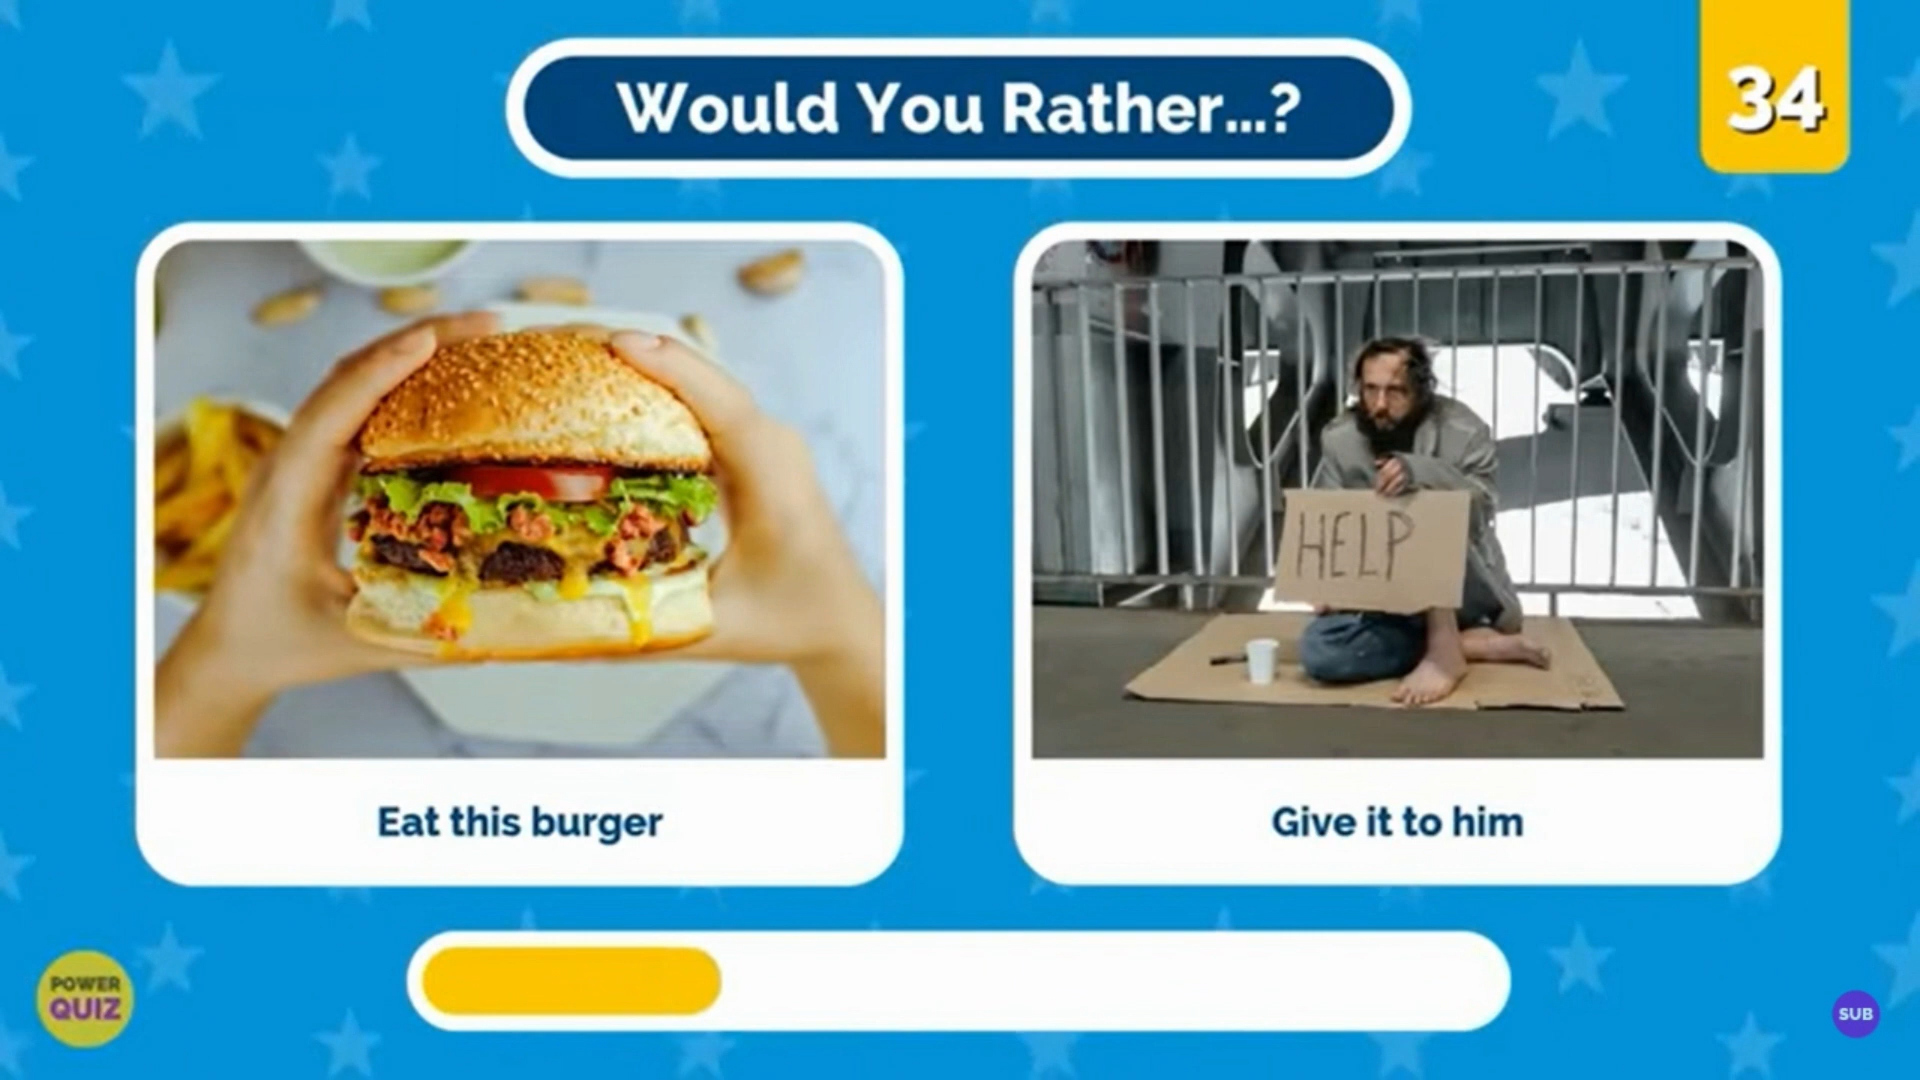 Would You Rather...?
34
HELP
Eat this burger
Give it to him
POWER
QUIZ
SUB